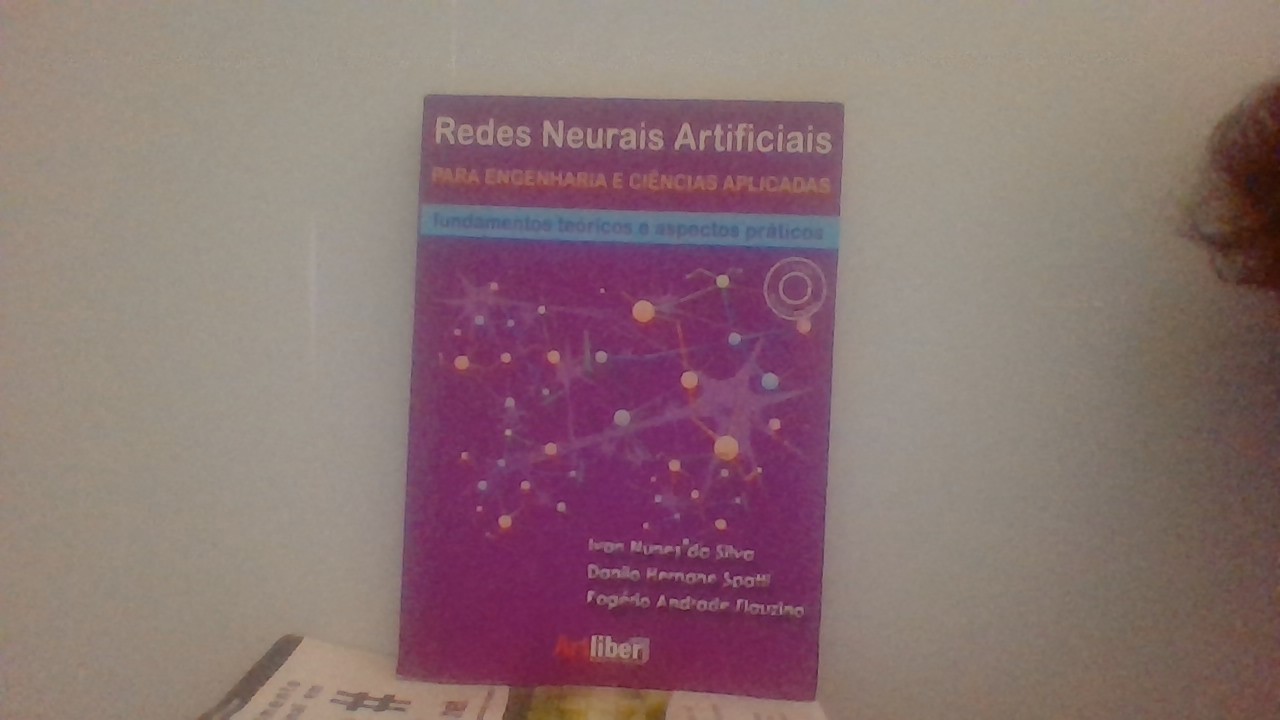 Redes Neurais Artificiais
PARA ENGENHARIA E CIÊNCIAS APLICADAS
fundamentos teóricos e aspectos práticos
Ivan Nunes da Silva
Danilo Hernane Spatti
Rogério Andrade Flauzino
Artliber
#